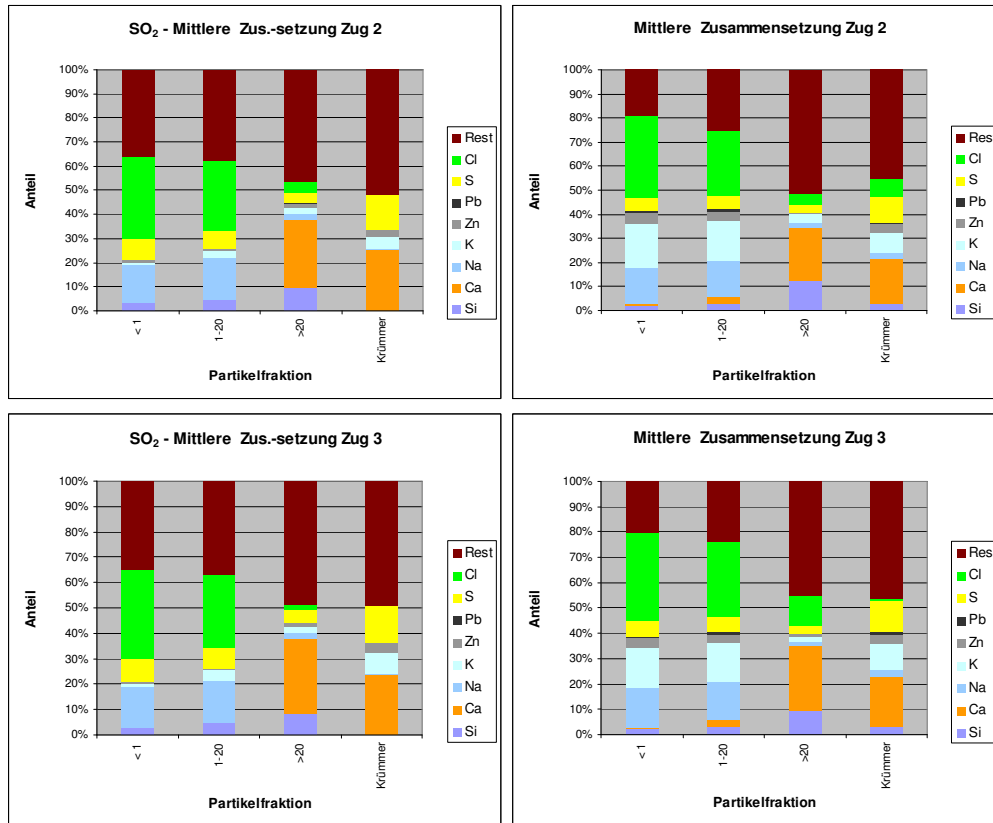 SO₂ - Mittlere Zus.-setzung Zug 2
100%
90%
80%
70%
60%
50%
40%
30%
20%
10%
0%
Anteil
< 1
1-20
>20
Krümmer
Partikelfraktion
Rest
Cl
S
Pb
Zn
K
Na
Ca
Si
Mittlere Zusammensetzung Zug 2
100%
90%
80%
70%
60%
50%
40%
30%
20%
10%
0%
Anteil
< 1
1-20
>20
Krümmer
Partikelfraktion
Rest
Cl
S
Pb
Zn
K
Na
Ca
Si
SO₂ - Mittlere Zus.-setzung Zug 3
100%
90%
80%
70%
60%
50%
40%
30%
20%
10%
0%
Anteil
< 1
1-20
>20
Krümmer
Partikelfraktion
Rest
Cl
S
Pb
Zn
K
Na
Ca
Si
Mittlere Zusammensetzung Zug 3
100%
90%
80%
70%
60%
50%
40%
30%
20%
10%
0%
Anteil
< 1
1-20
>20
Krümmer
Partikelfraktion
Rest
Cl
S
Pb
Zn
K
Na
Ca
Si